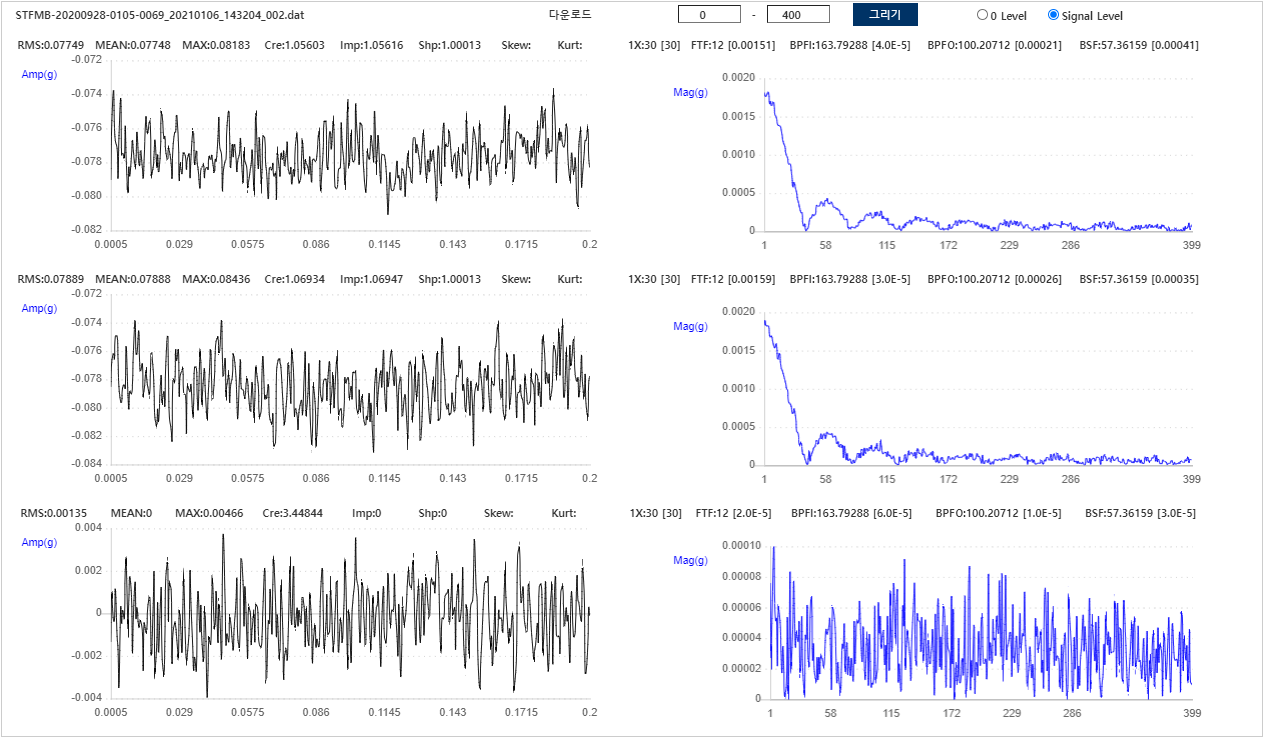 STFMB-20200928-0105-0069_20210106_143204_002.dat 다운로드 0 - 400 그리기 0 Level Signal Level
RMS:0.07749 MEAN:0.07748 MAX:0.08183 Cre:1.05603 Imp:1.05616 Shp:1.00013 Skew: Kurt:
Amp(g)
-0.072
-0.074
-0.076
-0.078
-0.080
-0.082
0.0005 0.029 0.0575 0.086 0.1145 0.143 0.1715 0.2
1X:30 [30] FTF:12 [0.00151] BPFI:163.79288 [4.0E-5] BPFO:100.20712 [0.00021] BSF:57.36159 [0.00041]
Mag(g)
0.0020
0.0015
0.0010
0.0005
0
1 58 115 172 229 286 399
RMS:0.07889 MEAN:0.07888 MAX:0.08436 Cre:1.06934 Imp:1.06947 Shp:1.00013 Skew: Kurt:
Amp(g)
-0.072
-0.074
-0.076
-0.078
-0.080
-0.082
-0.084
0.0005 0.029 0.0575 0.086 0.1145 0.143 0.1715 0.2
1X:30 [30] FTF:12 [0.00159] BPFI:163.79288 [3.0E-5] BPFO:100.20712 [0.00026] BSF:57.36159 [0.00035]
Mag(g)
0.0020
0.0015
0.0010
0.0005
0
1 58 115 172 229 286 399
RMS:0.00135 MEAN:0 MAX:0.00466 Cre:3.44844 Imp:0 Shp:0 Skew: Kurt:
Amp(g)
0.004
0.002
0
-0.002
-0.004
0.0005 0.029 0.0575 0.086 0.1145 0.143 0.1715 0.2
1X:30 [30] FTF:12 [2.0E-5] BPFI:163.79288 [6.0E-5] BPFO:100.20712 [1.0E-5] BSF:57.36159 [3.0E-5]
Mag(g)
0.00010
0.00008
0.00006
0.00004
0.00002
0
1 58 115 172 229 286 399